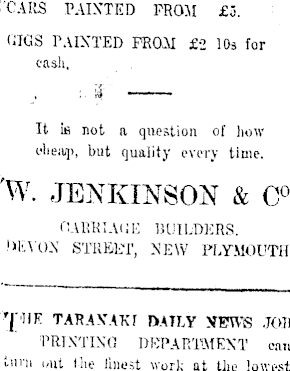 CARS PAINTED FROM £5.
GIGS PAINTED FROM £2 10s for
cash.
It is not a question of how
cheap, but quality every time.
W. JENKINSON & Co
CARRIAGE BUILDERS.
DEVON STREET, NEW PLYMOUTH
THE TARANAKI DAILY NEWS JOB
PRINTING DEPARTMENT can
turn out the finest work at the lowest